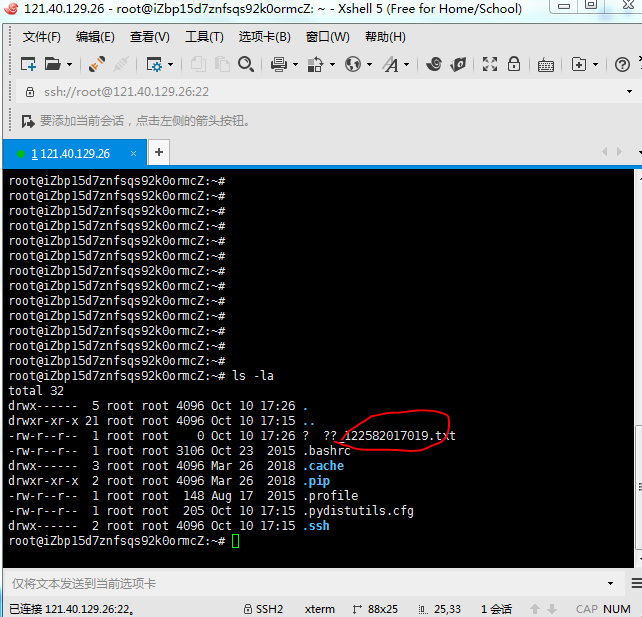 121.40.129.26 - root@iZbp15d7znfsqs92k0ormcZ: ~ - Xshell 5 (Free for Home/School)
文件(F) 编辑(E) 查看(V) 工具(T) 选项卡(B) 窗口(W) 帮助(H)
ssh://root@121.40.129.26:22
要添加当前会话，点击左侧的箭头按钮。
1 121.40.129.26 × +
root@iZbp15d7znfsqs92k0ormcZ:~#
root@iZbp15d7znfsqs92k0ormcZ:~#
root@iZbp15d7znfsqs92k0ormcZ:~#
root@iZbp15d7znfsqs92k0ormcZ:~#
root@iZbp15d7znfsqs92k0ormcZ:~#
root@iZbp15d7znfsqs92k0ormcZ:~#
root@iZbp15d7znfsqs92k0ormcZ:~#
root@iZbp15d7znfsqs92k0ormcZ:~#
root@iZbp15d7znfsqs92k0ormcZ:~#
root@iZbp15d7znfsqs92k0ormcZ:~#
root@iZbp15d7znfsqs92k0ormcZ:~#
root@iZbp15d7znfsqs92k0ormcZ:~#
root@iZbp15d7znfsqs92k0ormcZ:~#
root@iZbp15d7znfsqs92k0ormcZ:~# ls -la
total 32
drwx------  5 root root 4096 Oct 10 17:26 .
drwxr-xr-x 21 root root 4096 Oct 10 17:15 ..
-rw-r--r--  1 root root    0 Oct 10 17:26 ?  ??_122582017019.txt
-rw-r--r--  1 root root 3106 Oct 23  2015 .bashrc
drwx------  3 root root 4096 Mar 26  2018 .cache
drwxr-xr-x  2 root root 4096 Mar 26  2018 .pip
-rw-r--r--  1 root root  148 Aug 17  2015 .profile
-rw-r--r--  1 root root  205 Oct 10 17:15 .pydistutils.cfg
drwx------  2 root root 4096 Oct 10 17:15 .ssh
root@iZbp15d7znfsqs92k0ormcZ:~#
仅将文本发送到当前选项卡
已连接 121.40.129.26:22。 SSH2 xterm 88x25 25,33 1 会话 CAP NUM